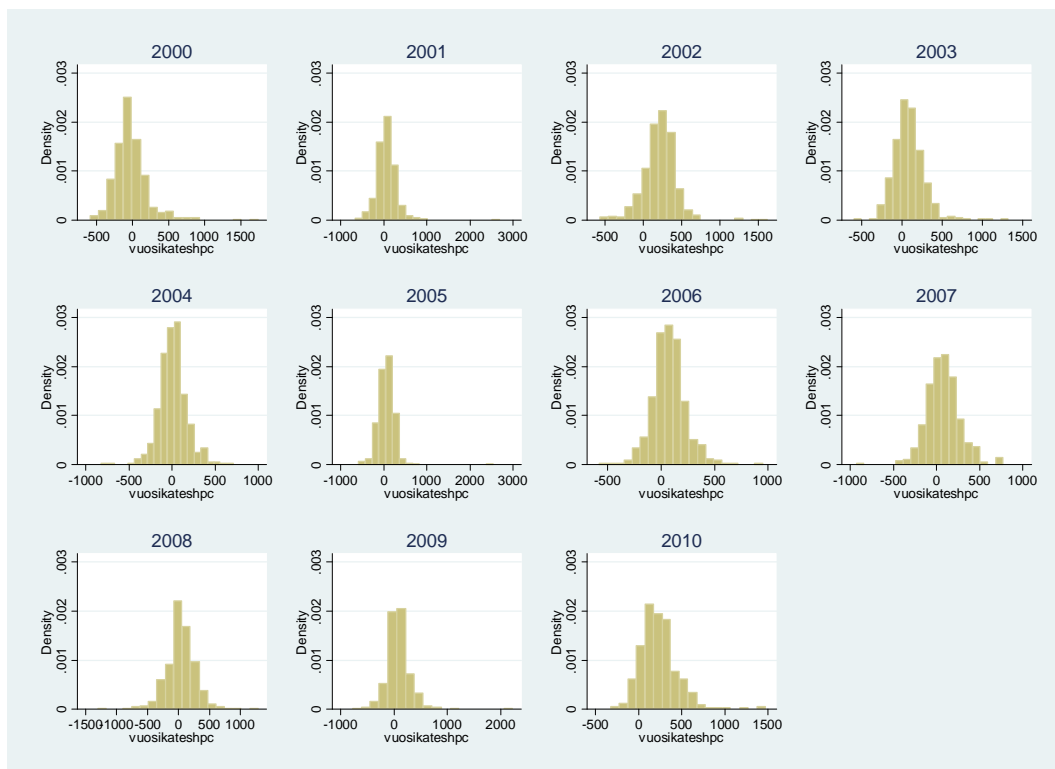 2000
2001
2002
2003
Density
0 .001 .002 .003
-500 0 500 1000 1500
vuosikateshpc
Density
0 .001 .002 .003
-1000 0 1000 2000 3000
vuosikateshpc
Density
0 .001 .002 .003
-500 0 500 1000 1500
vuosikateshpc
Density
0 .001 .002 .003
-500 0 500 1000 1500
vuosikateshpc
2004
2005
2006
2007
Density
0 .001 .002 .003
-1000 -500 0 500 1000
vuosikateshpc
Density
0 .001 .002 .003
-1000 0 1000 2000 3000
vuosikateshpc
Density
0 .001 .002 .003
-500 0 500 1000
vuosikateshpc
Density
0 .001 .002 .003
-1000 -500 0 500 1000
vuosikateshpc
2008
2009
2010
Density
0 .001 .002 .003
-1500 -1000 -500 0 500 1000
vuosikateshpc
Density
0 .001 .002 .003
-1000 0 1000 2000
vuosikateshpc
Density
0 .001 .002 .003
-500 0 500 1000 1500
vuosikateshpc